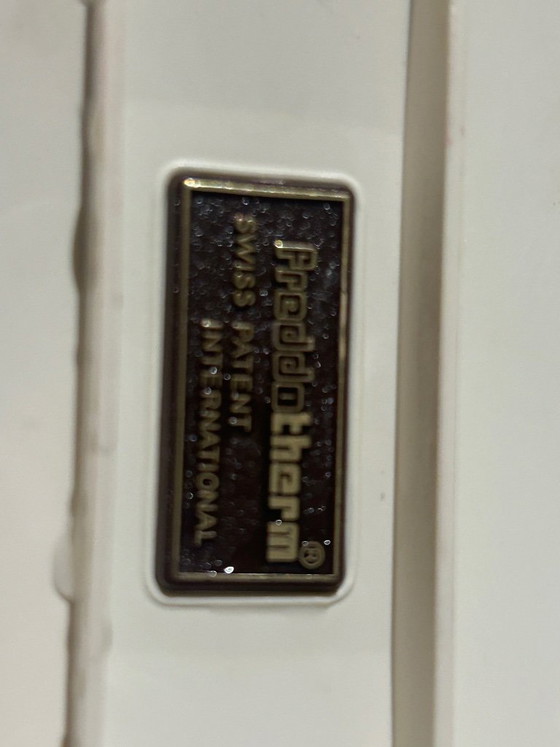 freddotherm®
SWISS PATENT
INTERNATIONAL